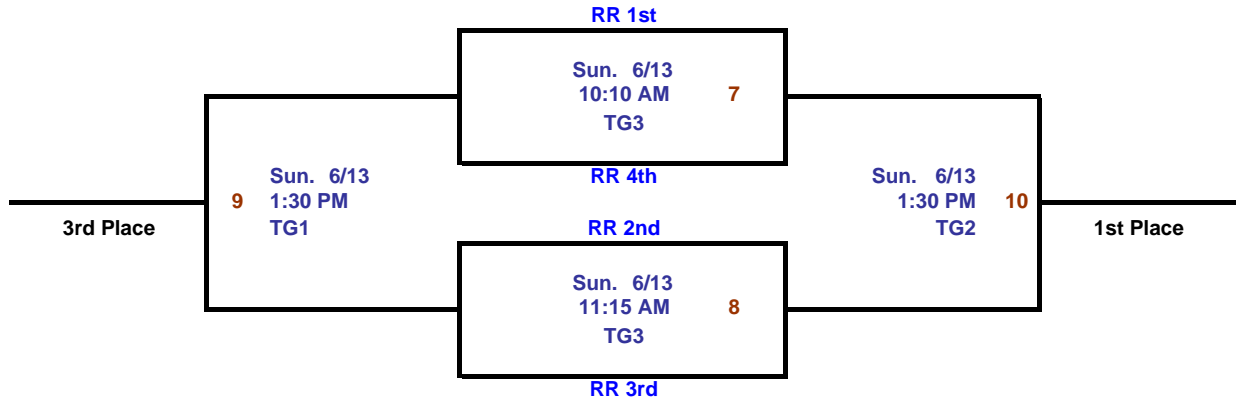 RR 1st
Sun. 6/13
10:10 AM 7
TG3
RR 4th
Sun. 6/13
9 1:30 PM
TG1
3rd Place
Sun. 6/13
1:30 PM 10
TG2
1st Place
RR 2nd
Sun. 6/13
11:15 AM 8
TG3
RR 3rd